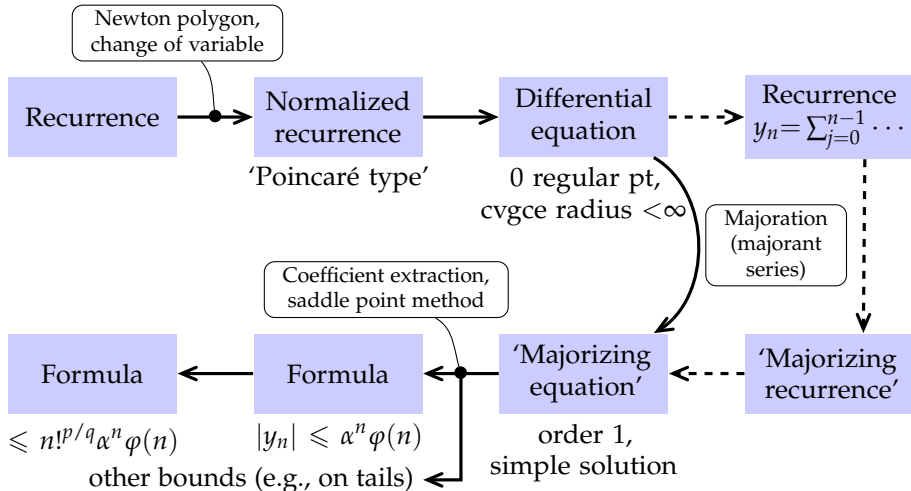 Newton polygon,
change of variable
Recurrence
Normalized
recurrence
Differential
equation
Recurrence
y_n = ∑_{j=0}^{n−1} ⋯
‘Poincaré type’
0 regular pt,
cvgce radius <∞
Majoration
(majorant
series)
Coefficient extraction,
saddle point method
Formula
Formula
‘Majorizing
equation’
‘Majorizing
recurrence’
⩽ n!^{p/q} α^n φ(n)
|y_n| ⩽ α^n φ(n)
order 1,
simple solution
other bounds (e.g., on tails)